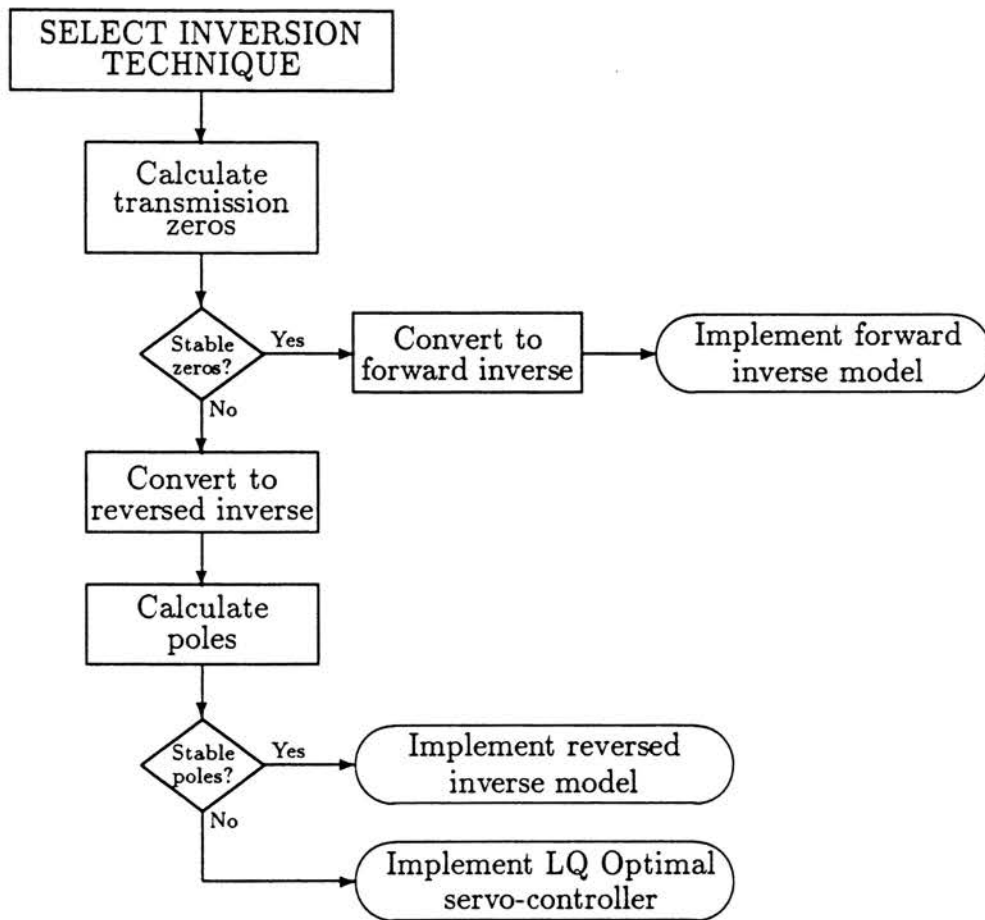 SELECT INVERSION
TECHNIQUE
Calculate
transmission
zeros
Stable
zeros?
Yes
No
Convert to
forward inverse
Implement forward
inverse model
Convert to
reversed inverse
Calculate
poles
Stable
poles?
Yes
No
Implement reversed
inverse model
Implement LQ Optimal
servo-controller